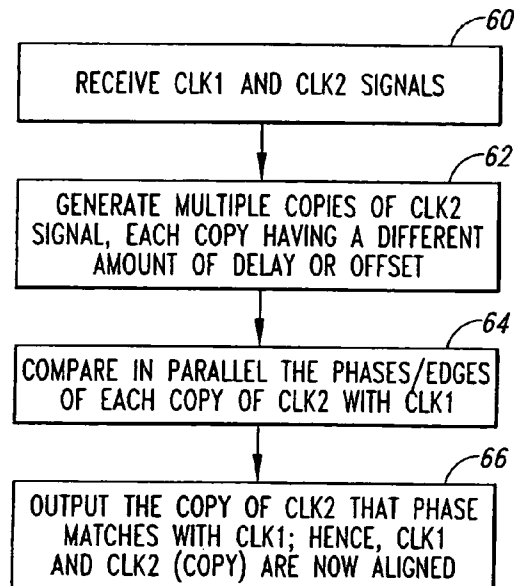 60
RECEIVE CLK1 AND CLK2 SIGNALS
62
GENERATE MULTIPLE COPIES OF CLK2
SIGNAL, EACH COPY HAVING A DIFFERENT
AMOUNT OF DELAY OR OFFSET
64
COMPARE IN PARALLEL THE PHASES/EDGES
OF EACH COPY OF CLK2 WITH CLK1
66
OUTPUT THE COPY OF CLK2 THAT PHASE
MATCHES WITH CLK1; HENCE, CLK1
AND CLK2 (COPY) ARE NOW ALIGNED